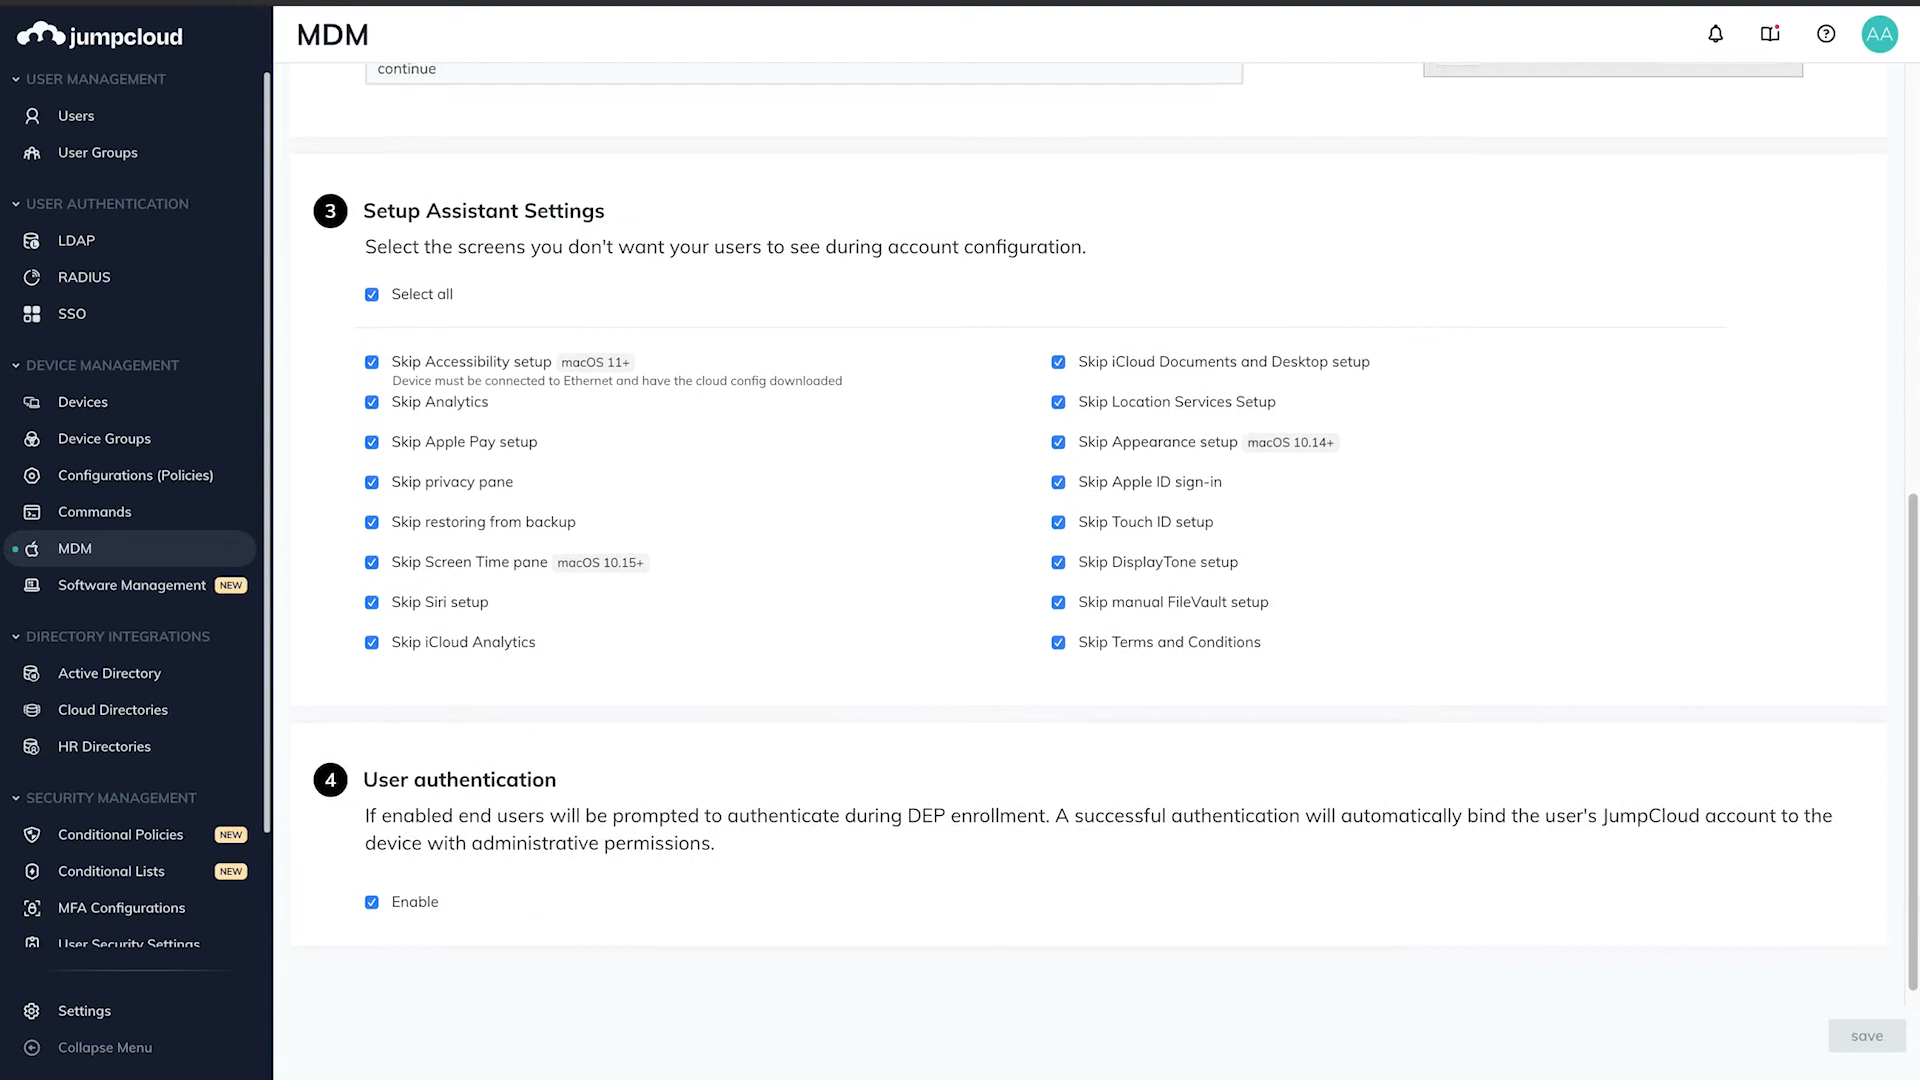 jumpcloud
MDM
AA
USER MANAGEMENT
Users
User Groups
USER AUTHENTICATION
LDAP
RADIUS
SSO
DEVICE MANAGEMENT
Devices
Device Groups
Configurations (Policies)
Commands
MDM
Software Management NEW
DIRECTORY INTEGRATIONS
Active Directory
Cloud Directories
HR Directories
SECURITY MANAGEMENT
Conditional Policies NEW
Conditional Lists NEW
MFA Configurations
User Security Settings
Settings
Collapse Menu
continue
3 Setup Assistant Settings
Select the screens you don't want your users to see during account configuration.
Select all
Skip Accessibility setup macOS 11+
Device must be connected to Ethernet and have the cloud config downloaded
Skip Analytics
Skip Apple Pay setup
Skip privacy pane
Skip restoring from backup
Skip Screen Time pane macOS 10.15+
Skip Siri setup
Skip iCloud Analytics
Skip iCloud Documents and Desktop setup
Skip Location Services Setup
Skip Appearance setup macOS 10.14+
Skip Apple ID sign-in
Skip Touch ID setup
Skip DisplayTone setup
Skip manual FileVault setup
Skip Terms and Conditions
4 User authentication
If enabled end users will be prompted to authenticate during DEP enrollment. A successful authentication will automatically bind the user's JumpCloud account to the
device with administrative permissions.
Enable
save